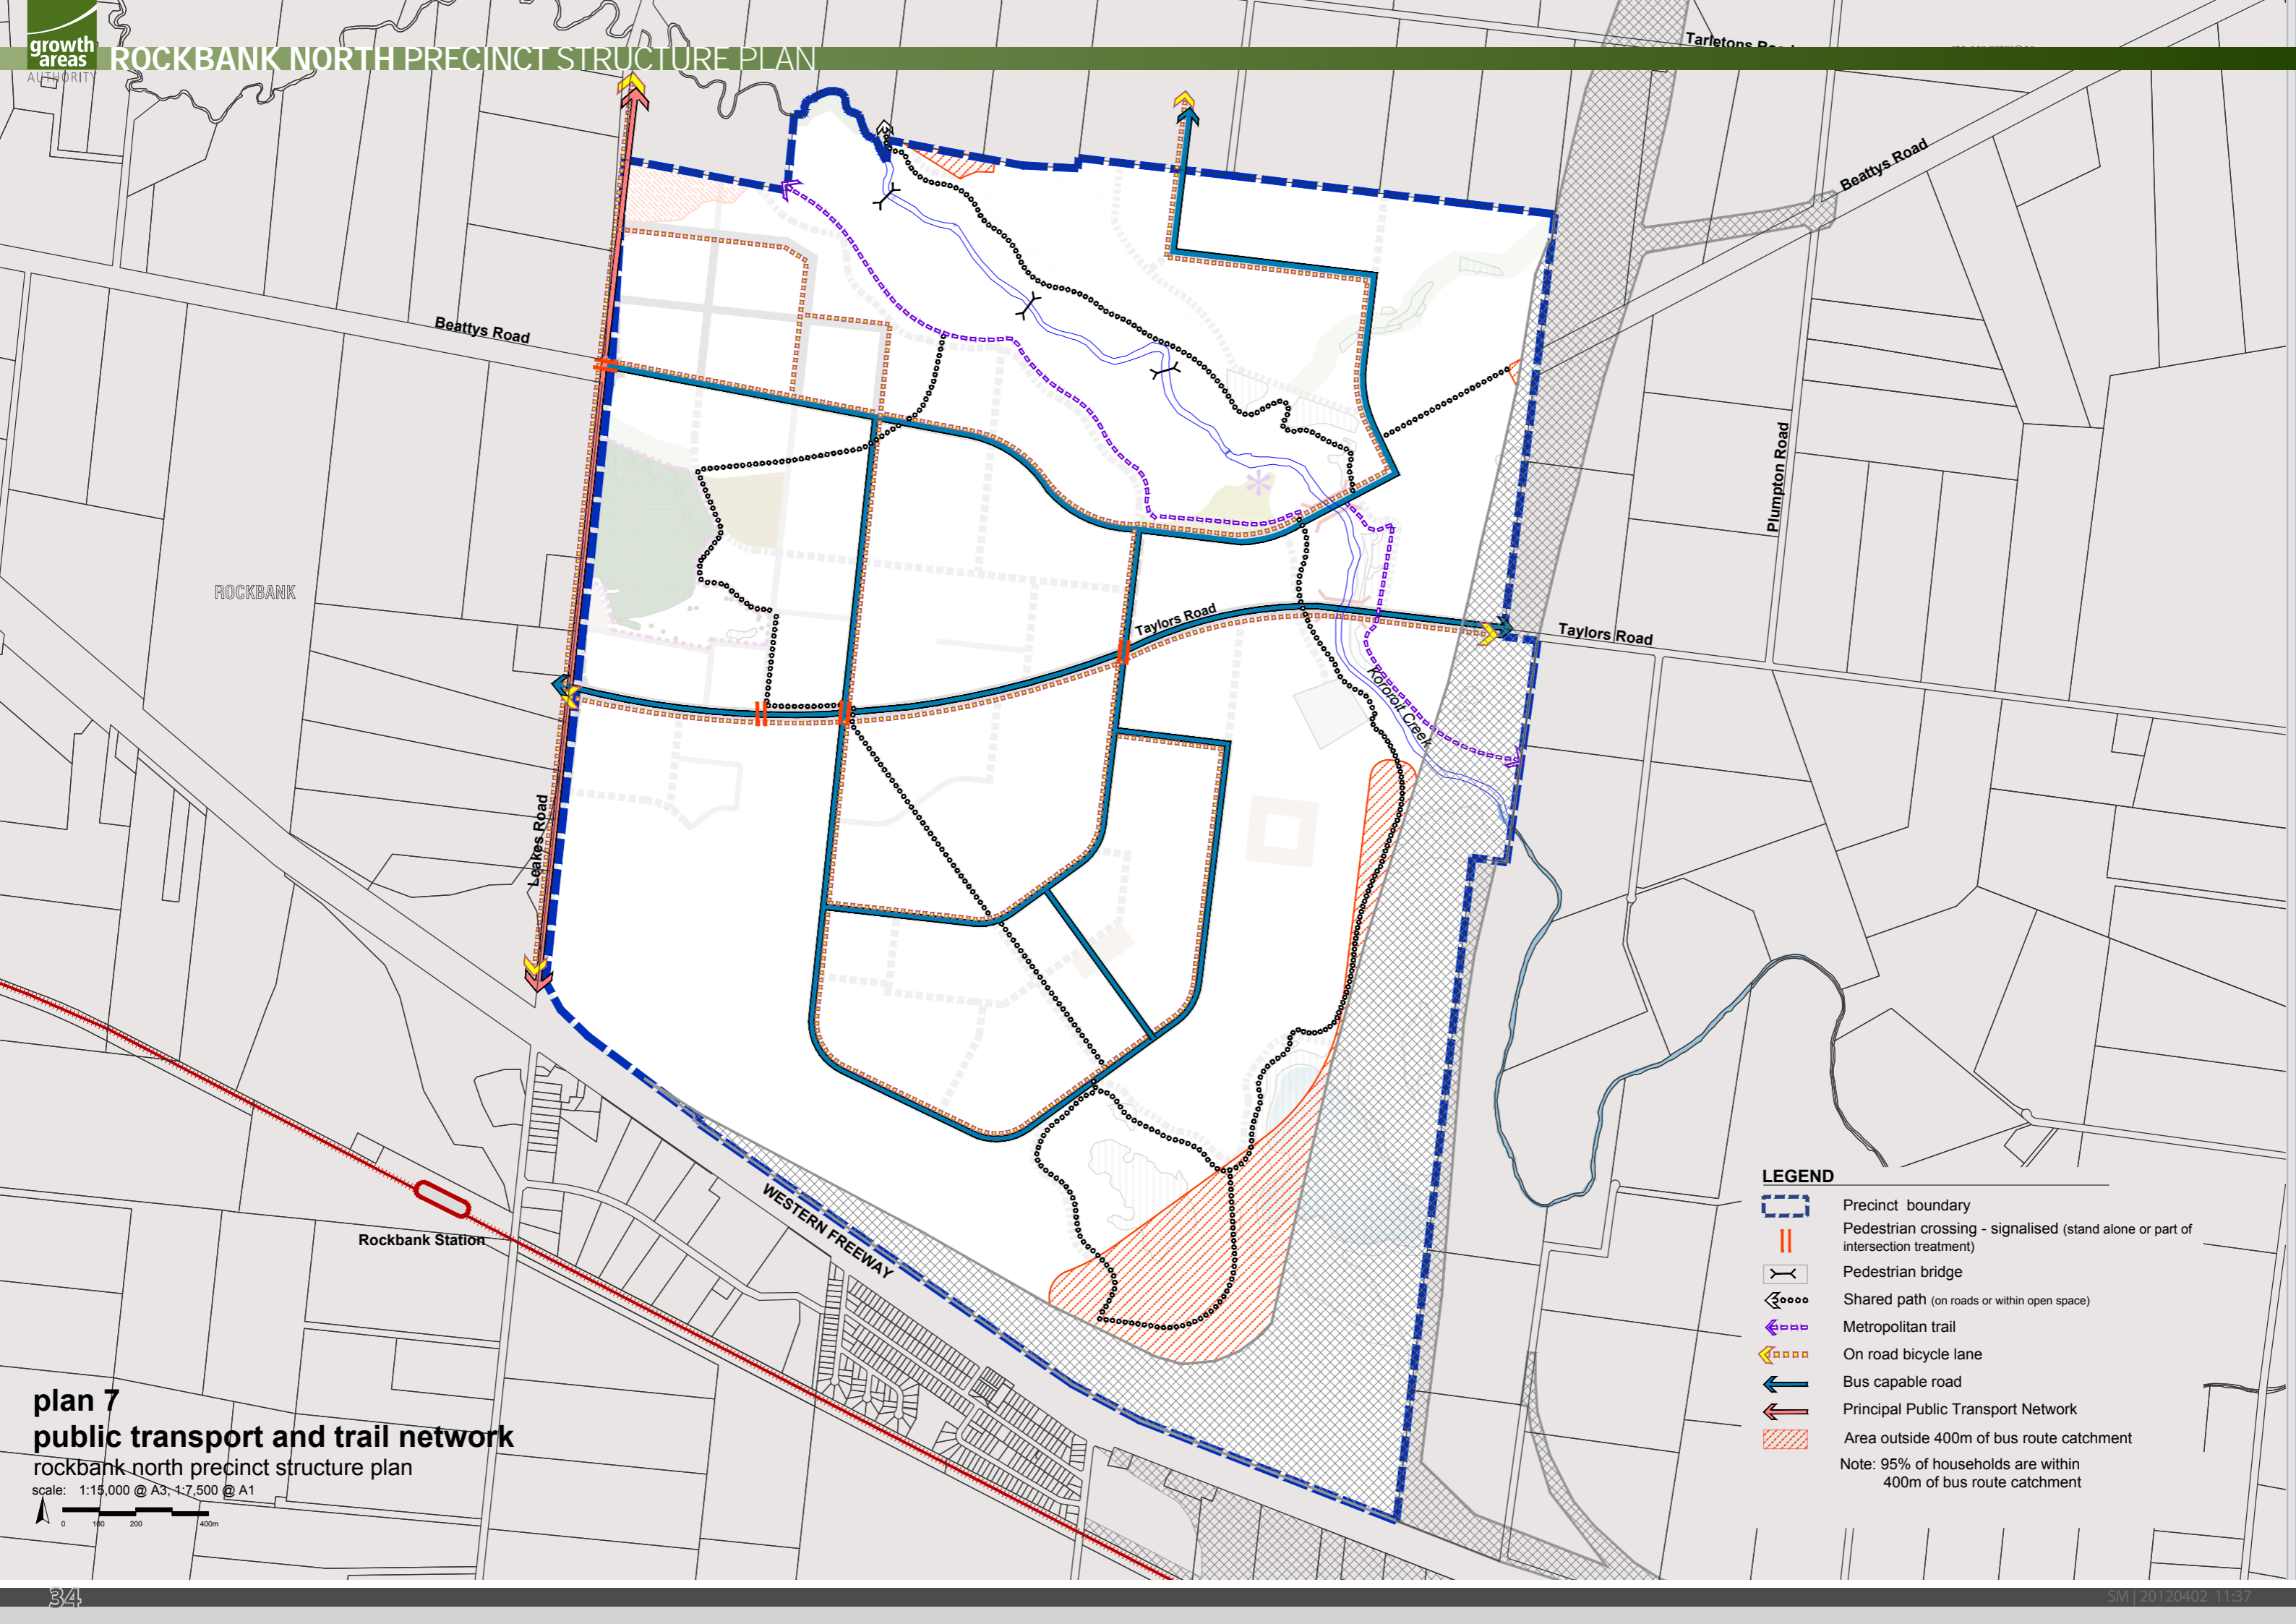 growth
areas
AUTHORITY
ROCKBANK NORTH PRECINCT STRUCTURE PLAN
Tarletons
Beattys Road
Beattys Road
Plumpton Road
ROCKBANK
Taylors Road
Taylors Road
Kororoit Creek
Leakes Road
WESTERN FREEWAY
Rockbank Station
LEGEND
Precinct boundary
Pedestrian crossing - signalised (stand alone or part of
intersection treatment)
Pedestrian bridge
Shared path (on roads or within open space)
Metropolitan trail
On road bicycle lane
Bus capable road
Principal Public Transport Network
Area outside 400m of bus route catchment
Note: 95% of households are within
400m of bus route catchment
plan 7
public transport and trail network
rockbank north precinct structure plan
scale: 1:15,000 @ A3, 1:7,500 @ A1
0 100 200 400m
34
SM | 20120402 11:37